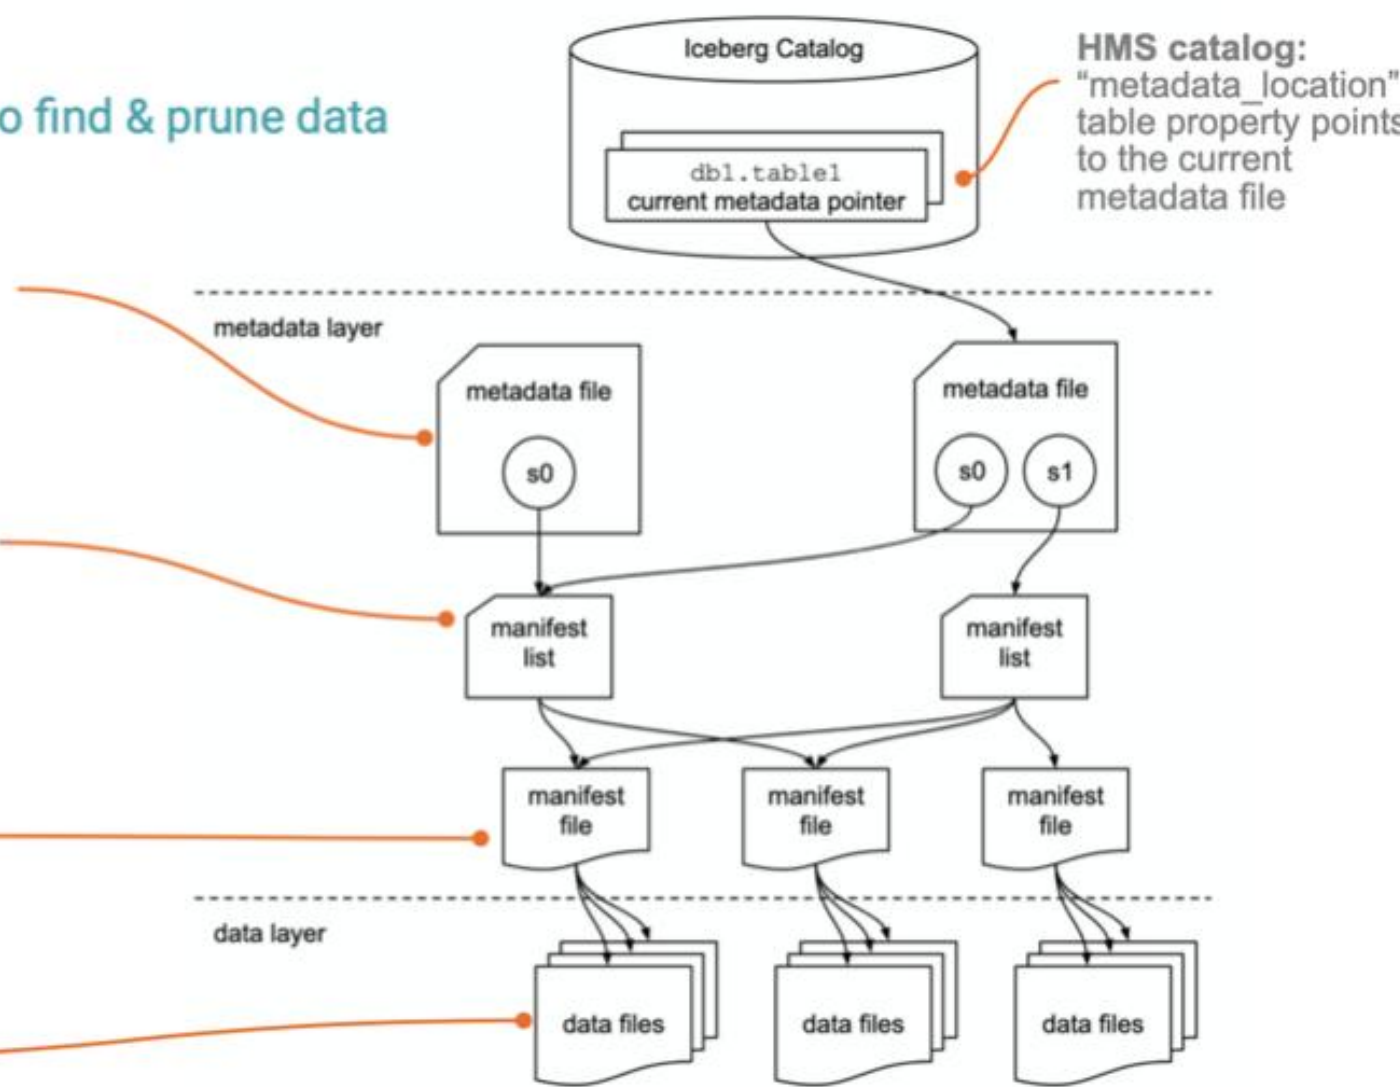 Iceberg Catalog
HMS catalog:
"metadata_location"
table property points
to the current
metadata file
o find & prune data
db1.table1
current metadata pointer
metadata layer
metadata file
metadata file
s0
s0
s1
manifest
list
manifest
list
manifest
file
manifest
file
manifest
file
data layer
data files
data files
data files